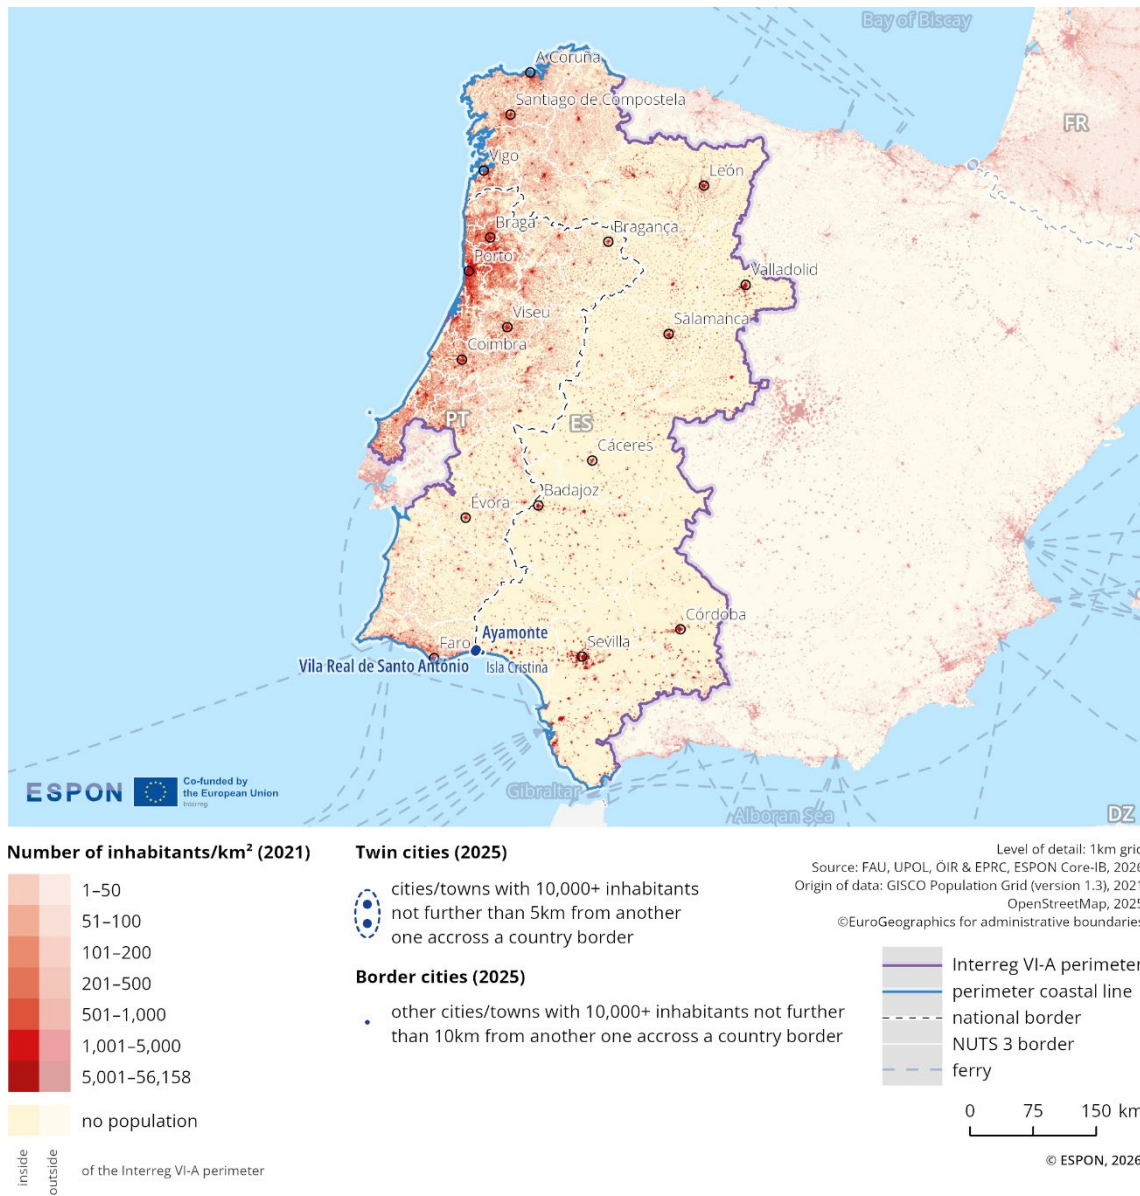 Bay of Biscay
A Coruña
Santiago de Compostela
FR
Vigo
León
Braga
Bragança
Porto
Valladolid
Viseu
Salamanca
Coimbra
PT
ES
Cáceres
Badajoz
Évora
Córdoba
Ayamonte
Faro
Sevilla
Vila Real de Santo António
Isla Cristina
ESPON
Co-funded by
the European Union
Interreg
Gibraltar
Alboran Sea
DZ
Number of inhabitants/km² (2021)
1–50
51–100
101–200
201–500
501–1,000
1,001–5,000
5,001–56,158
no population
inside
outside
of the Interreg VI-A perimeter
Twin cities (2025)
cities/towns with 10,000+ inhabitants
not further than 5km from another
one accross a country border
Border cities (2025)
other cities/towns with 10,000+ inhabitants not further
than 10km from another one accross a country border
Level of detail: 1km grid
Source: FAU, UPOL, ÖIR & EPRC, ESPON Core-IB, 2026
Origin of data: GISCO Population Grid (version 1.3), 2021
OpenStreetMap, 2025
©EuroGeographics for administrative boundaries
Interreg VI-A perimeter
perimeter coastal line
national border
NUTS 3 border
ferry
0 75 150 km
© ESPON, 2026